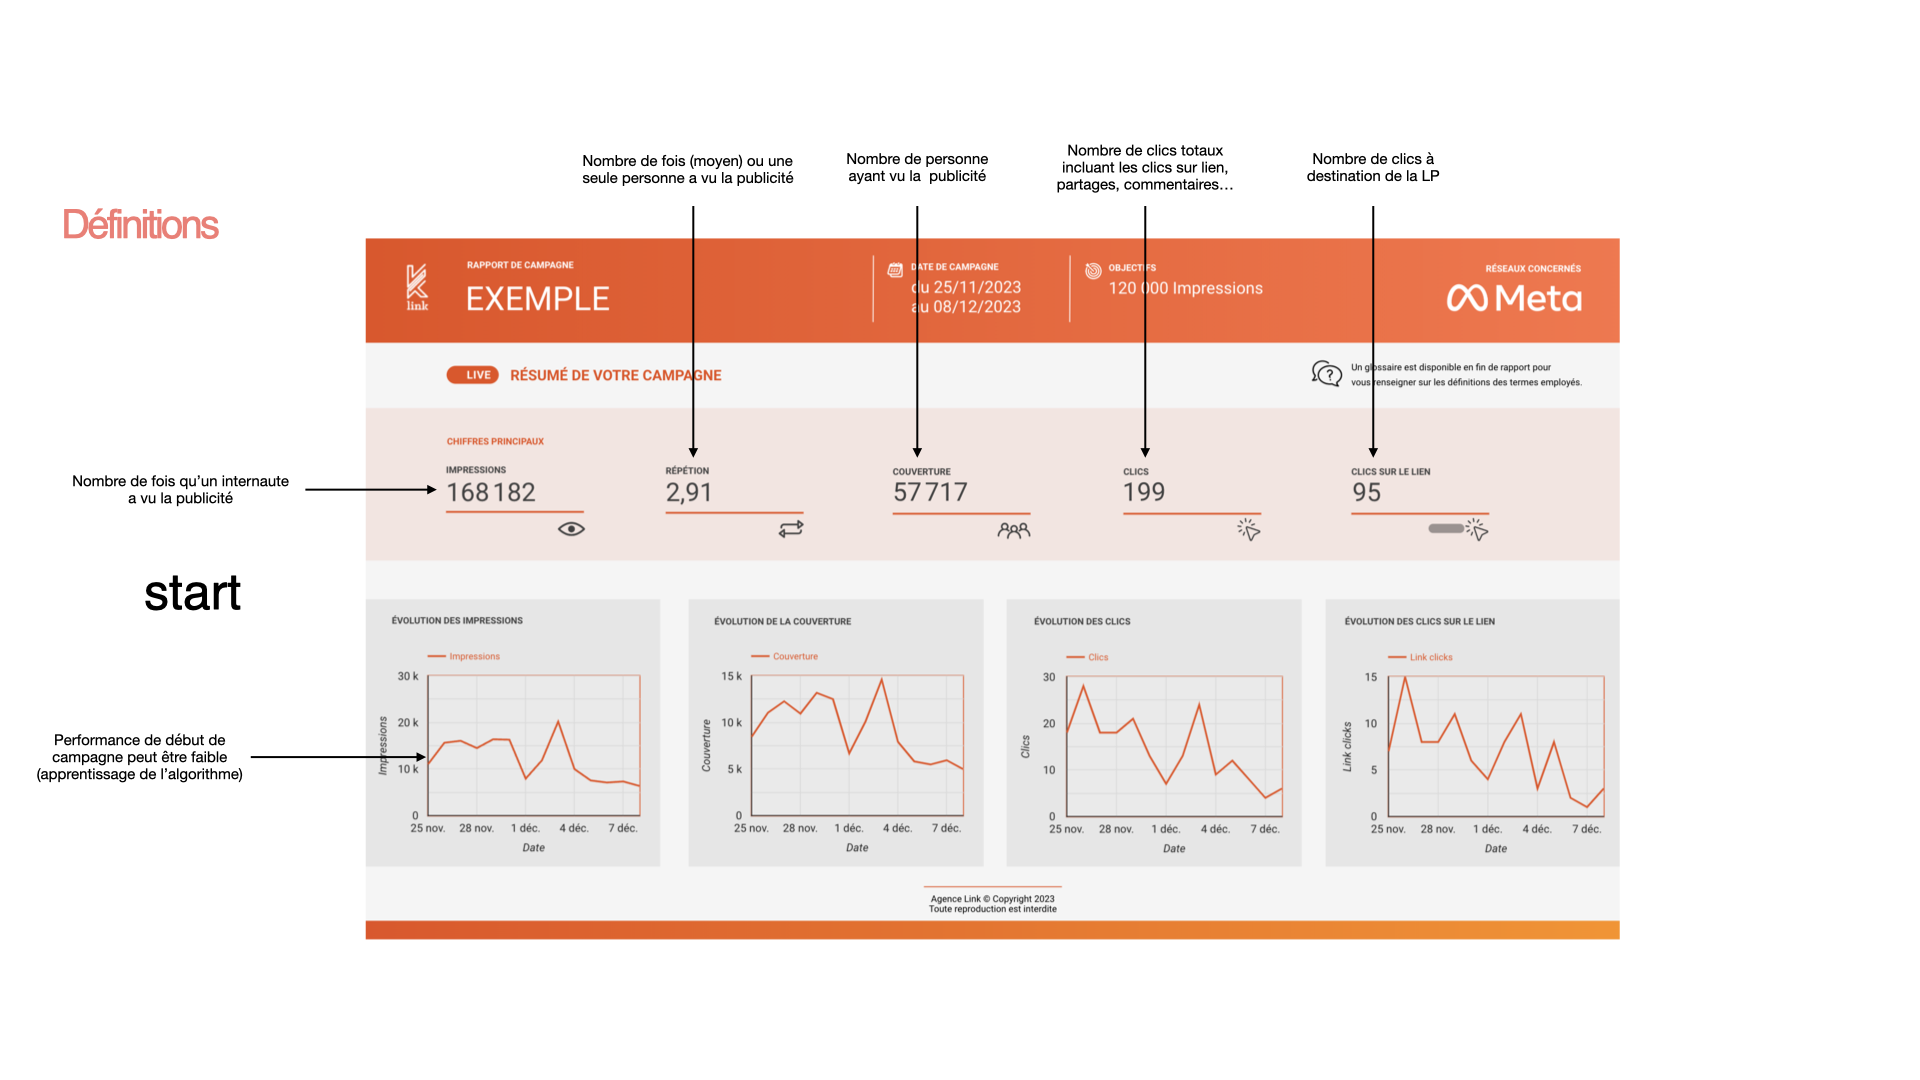 Nombre de fois (moyen) ou une
seule personne a vu la publicité
Nombre de personne
ayant vu la publicité
Nombre de clics totaux
incluant les clics sur lien,
partages, commentaires…
Nombre de clics à
destination de la LP
Définitions
link
RAPPORT DE CAMPAGNE
EXEMPLE
DATE DE CAMPAGNE
du 25/11/2023
au 08/12/2023
OBJECTIFS
120 000 Impressions
RÉSEAUX CONCERNÉS
Meta
LIVE
RÉSUMÉ DE VOTRE CAMPAGNE
Un glossaire est disponible en fin de rapport pour
vous renseigner sur les définitions des termes employés.
CHIFFRES PRINCIPAUX
Nombre de fois qu’un internaute
a vu la publicité
IMPRESSIONS
168 182
RÉPÉTION
2,91
COUVERTURE
57 717
CLICS
199
CLICS SUR LE LIEN
95
start
Performance de début de
campagne peut être faible
(apprentissage de l’algorithme)
ÉVOLUTION DES IMPRESSIONS
Impressions
30 k
20 k
10 k
0
Impressions
25 nov. 28 nov. 1 déc. 4 déc. 7 déc.
Date
ÉVOLUTION DE LA COUVERTURE
Couverture
15 k
10 k
5 k
0
Couverture
25 nov. 28 nov. 1 déc. 4 déc. 7 déc.
Date
ÉVOLUTION DES CLICS
Clics
30
20
10
0
Clics
25 nov. 28 nov. 1 déc. 4 déc. 7 déc.
Date
ÉVOLUTION DES CLICS SUR LE LIEN
Link clicks
15
10
5
0
Link clicks
25 nov. 28 nov. 1 déc. 4 déc. 7 déc.
Date
Agence Link © Copyright 2023
Toute reproduction est interdite